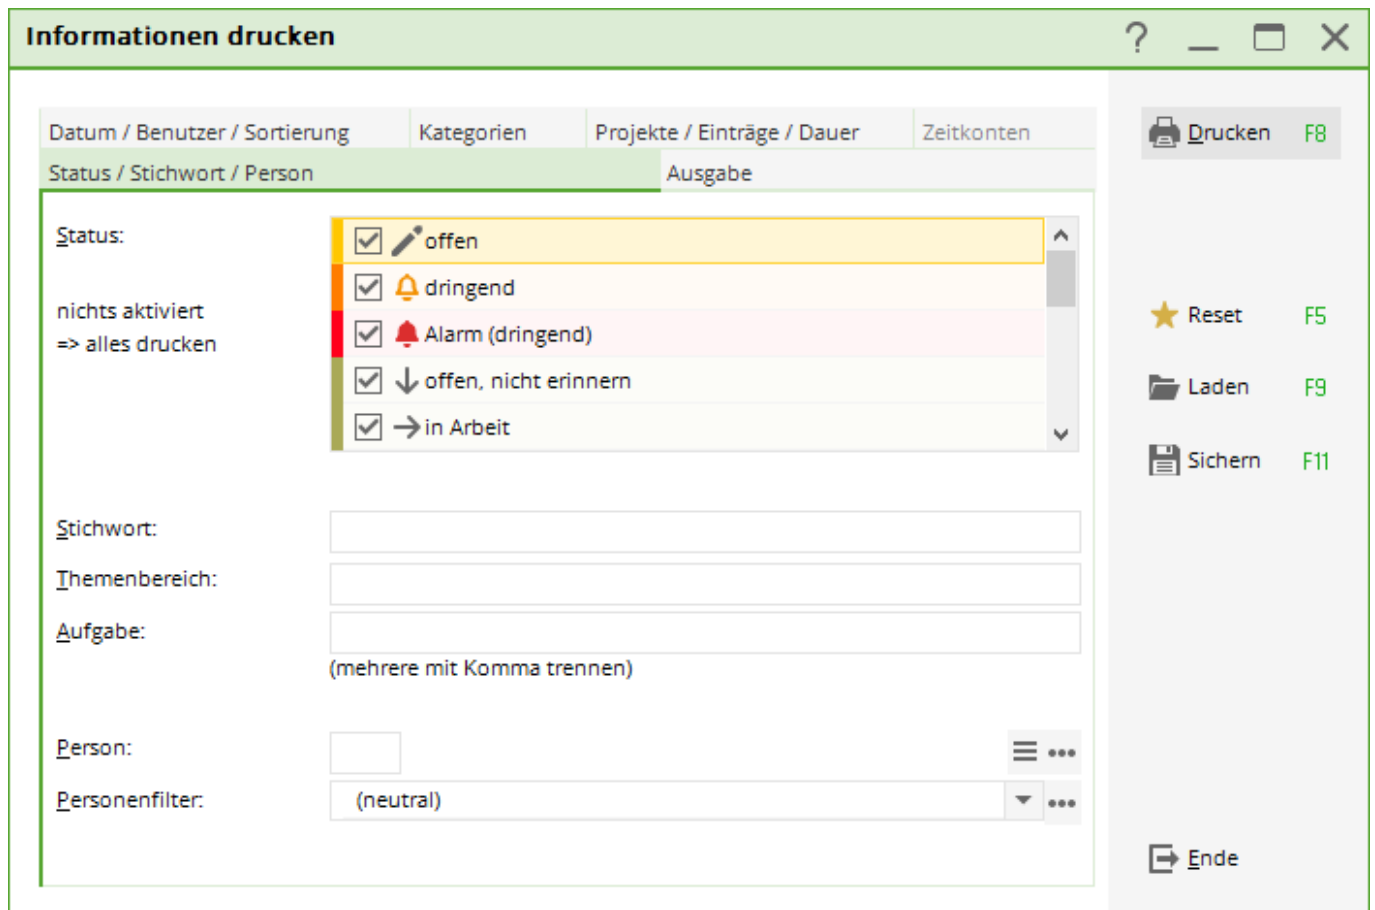 Informationen drucken
Datum / Benutzer / Sortierung Kategorien Projekte / Einträge / Dauer Zeitkonten
Status / Stichwort / Person Ausgabe
Status:
nichts aktiviert
=> alles drucken
offen
dringend
Alarm (dringend)
offen, nicht erinnern
in Arbeit
Stichwort:
Themenbereich:
Aufgabe:
(mehrere mit Komma trennen)
Person:
Personenfilter: (neutral)
Drucken F8
Reset F5
Laden F9
Sichern F11
Ende